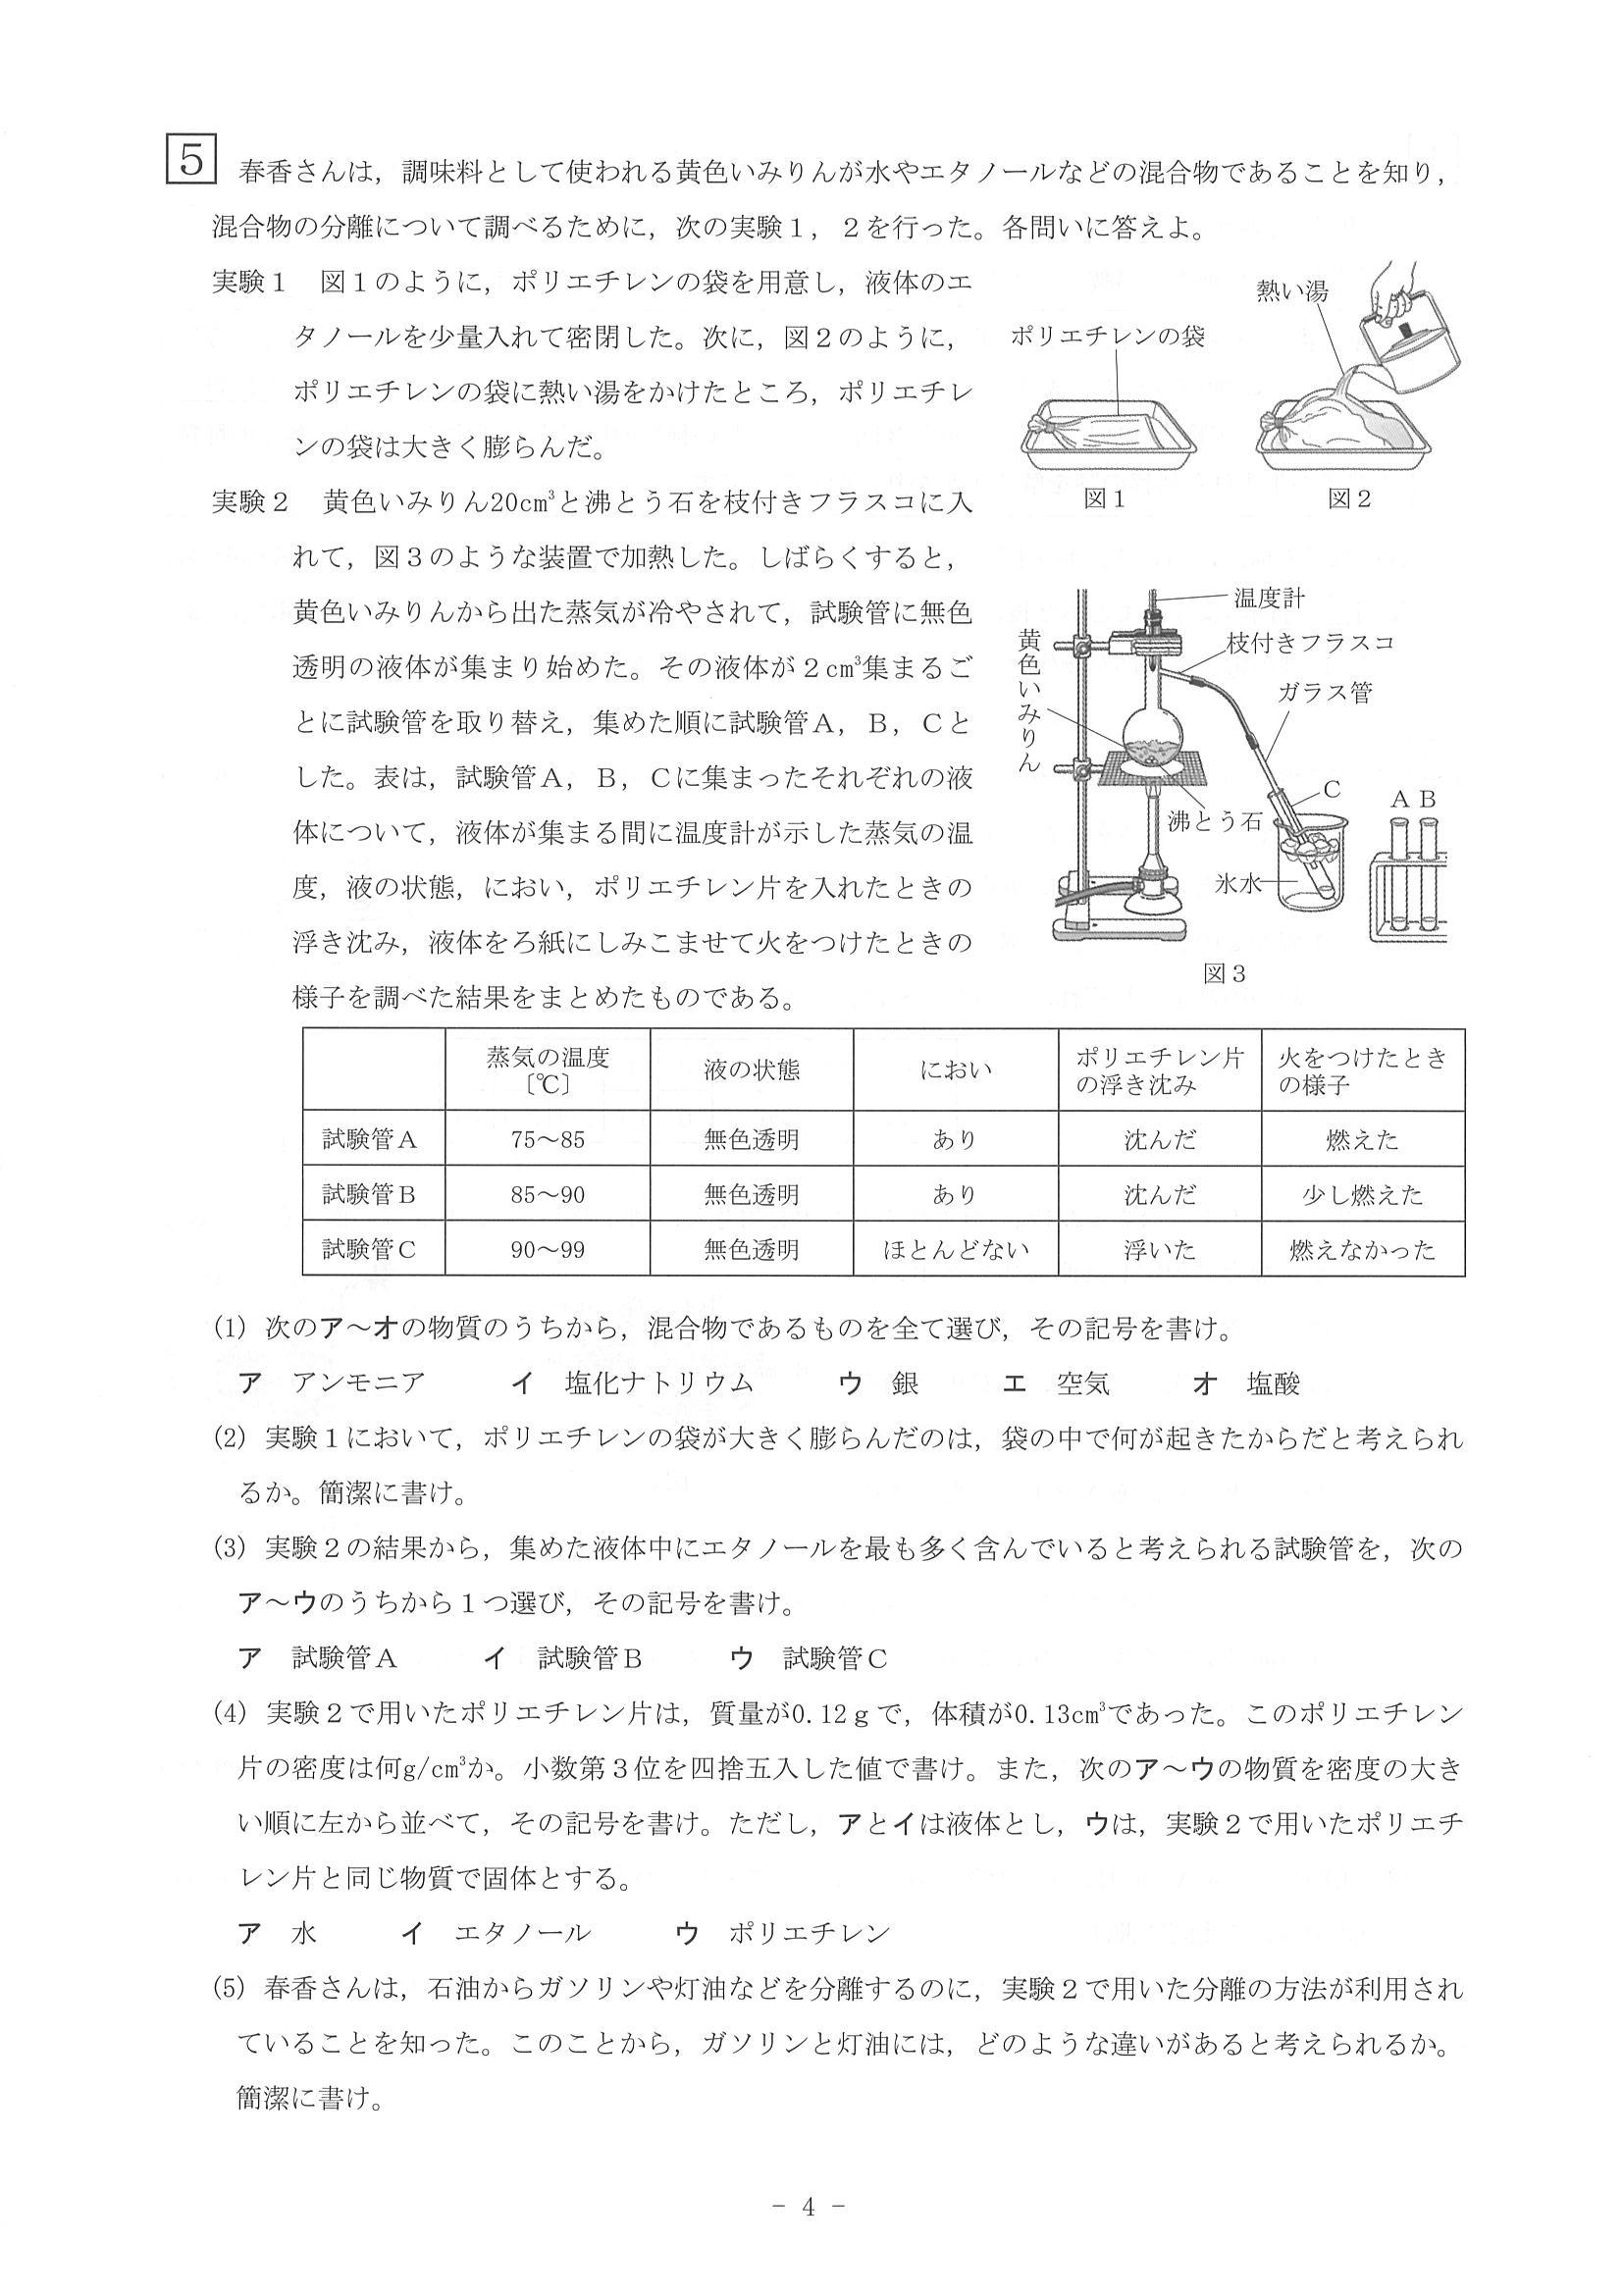 5 春香さんは，調味料として使われる黄色いみりんが水やエタノールなどの混合物であることを知り，
混合物の分離について調べるために，次の実験１，２を行った。各問いに答えよ。
実験１　図１のように，ポリエチレンの袋を用意し，液体のエ
タノールを少量入れて密閉した。次に，図２のように，
ポリエチレンの袋に熱い湯をかけたところ，ポリエチレ
ンの袋は大きく膨らんだ。
ポリエチレンの袋
熱い湯
図１
図２
実験２　黄色いみりん20cm³と沸とう石を枝付きフラスコに入
れて，図３のような装置で加熱した。しばらくすると，
黄色いみりんから出た蒸気が冷やされて，試験管に無色
透明の液体が集まり始めた。その液体が２cm³集まるご
とに試験管を取り替え，集めた順に試験管Ａ，Ｂ，Ｃと
した。表は，試験管Ａ，Ｂ，Ｃに集まったそれぞれの液
体について，液体が集まる間に温度計が示した蒸気の温
度，液の状態，におい，ポリエチレン片を入れたときの
浮き沈み，液体をろ紙にしみこませて火をつけたときの
様子を調べた結果をまとめたものである。
温度計
枝付きフラスコ
ガラス管
黄色いみりん
沸とう石
Ｃ
Ａ Ｂ
氷水
図３
蒸気の温度〔℃〕　液の状態　におい　ポリエチレン片の浮き沈み　火をつけたときの様子
試験管Ａ　75～85　無色透明　あり　沈んだ　燃えた
試験管Ｂ　85～90　無色透明　あり　沈んだ　少し燃えた
試験管Ｃ　90～99　無色透明　ほとんどない　浮いた　燃えなかった
(1) 次のア～オの物質のうちから，混合物であるものを全て選び，その記号を書け。
ア　アンモニア　イ　塩化ナトリウム　ウ　銀　エ　空気　オ　塩酸
(2) 実験１において，ポリエチレンの袋が大きく膨らんだのは，袋の中で何が起きたからだと考えられ
るか。簡潔に書け。
(3) 実験２の結果から，集めた液体中にエタノールを最も多く含んでいると考えられる試験管を，次の
ア～ウのうちから１つ選び，その記号を書け。
ア　試験管Ａ　イ　試験管Ｂ　ウ　試験管Ｃ
(4) 実験２で用いたポリエチレン片は，質量が0.12ｇで，体積が0.13cm³であった。このポリエチレン
片の密度は何g/cm³か。小数第３位を四捨五入した値で書け。また，次のア～ウの物質を密度の大き
い順に左から並べて，その記号を書け。ただし，アとイは液体とし，ウは，実験２で用いたポリエチ
レン片と同じ物質で固体とする。
ア　水　イ　エタノール　ウ　ポリエチレン
(5) 春香さんは，石油からガソリンや灯油などを分離するのに，実験２で用いた分離の方法が利用され
ていることを知った。このことから，ガソリンと灯油には，どのような違いがあると考えられるか。
簡潔に書け。
－ 4 －